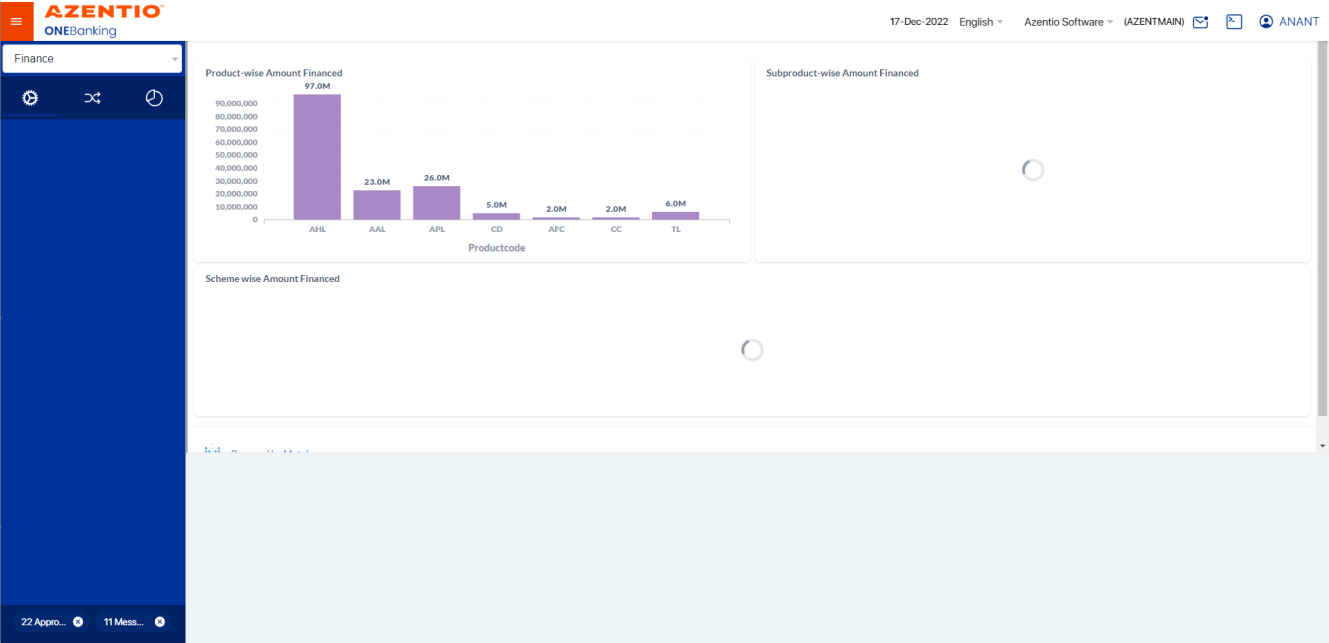 AZENTIO
ONEBanking
17-Dec-2022 English Azentio Software (AZENTMAIN) ANANT
Finance
Product-wise Amount Financed
97.0M
90,000,000
80,000,000
70,000,000
60,000,000
50,000,000
40,000,000
30,000,000
20,000,000
10,000,000
0
23.0M
26.0M
5.0M
2.0M
2.0M
6.0M
AHL AAL APL CD AFC CC TL
Productcode
Subproduct-wise Amount Financed
Scheme wise Amount Financed
22 Appro... 11 Mess...